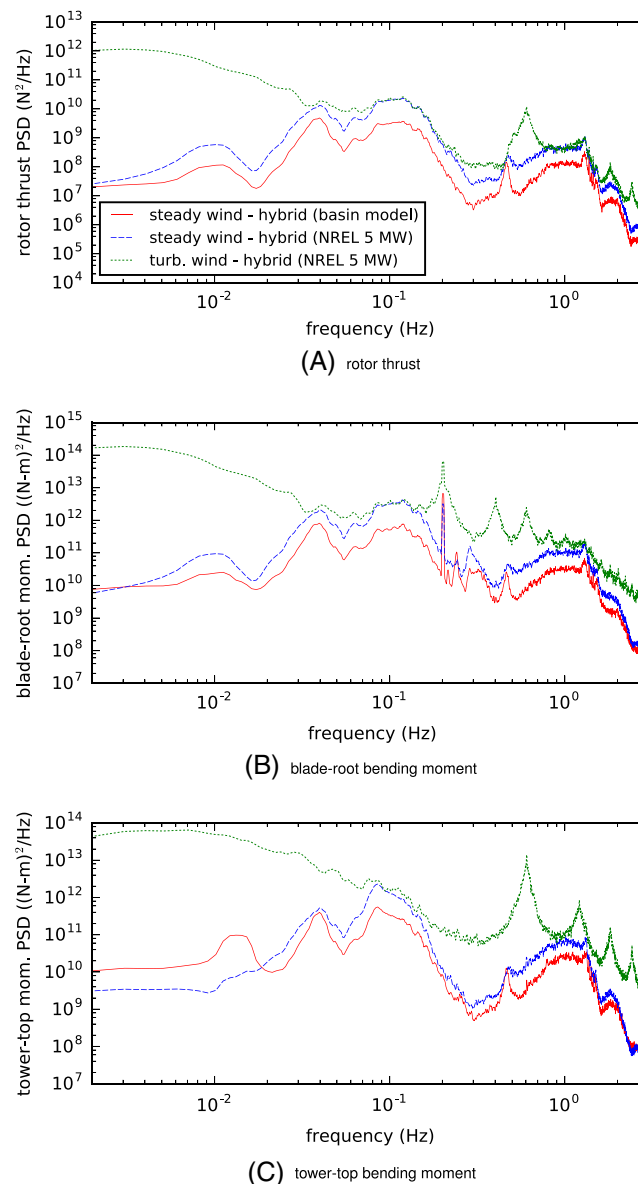 10^13
10^12
10^11
10^10
10^9
10^8
10^7
10^6
10^5
10^4
rotor thrust PSD (N^2/Hz)
steady wind - hybrid (basin model)
steady wind - hybrid (NREL 5 MW)
turb. wind - hybrid (NREL 5 MW)
10^-2 10^-1 10^0
frequency (Hz)
(A) rotor thrust
10^15
10^14
10^13
10^12
10^11
10^10
10^9
10^8
10^7
blade-root mom. PSD ((N-m)^2/Hz)
10^-2 10^-1 10^0
frequency (Hz)
(B) blade-root bending moment
10^14
10^13
10^12
10^11
10^10
10^9
10^8
10^7
tower-top mom. PSD ((N-m)^2/Hz)
10^-2 10^-1 10^0
frequency (Hz)
(C) tower-top bending moment